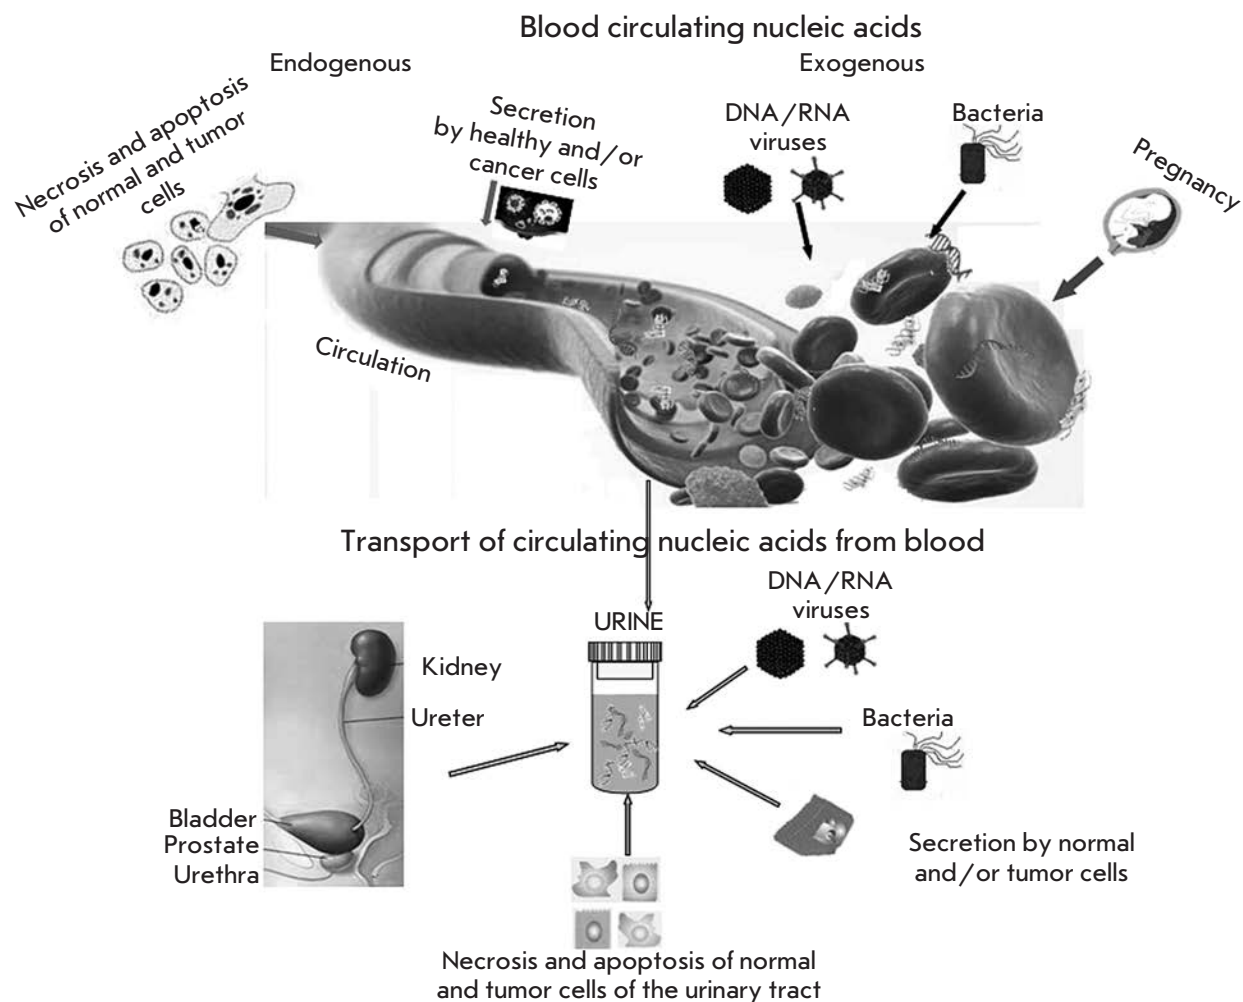 Blood circulating nucleic acids
Endogenous
Exogenous
Necrosis and apoptosis
of normal and tumor
cells
Secretion
by healthy and/or
cancer cells
DNA/RNA
viruses
Bacteria
Pregnancy
Circulation
Transport of circulating nucleic acids from blood
DNA/RNA
viruses
URINE
Kidney
Ureter
Bacteria
Bladder
Prostate
Urethra
Secretion by normal
and/or tumor cells
Necrosis and apoptosis of normal
and tumor cells of the urinary tract